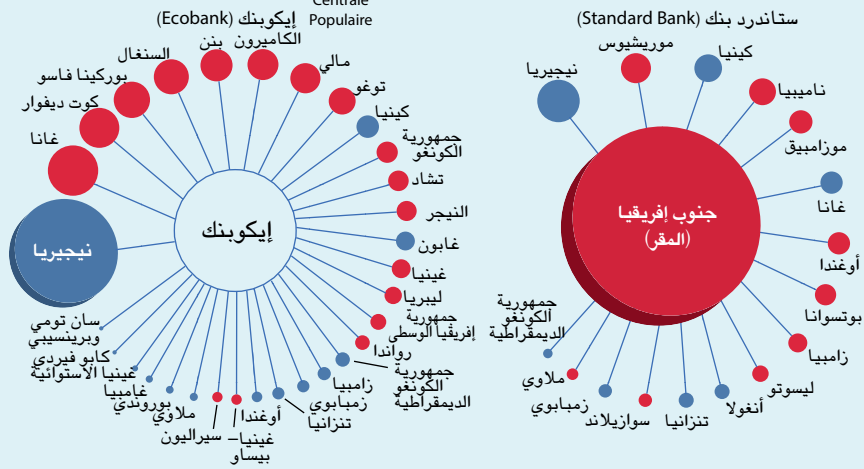 Centrale
Populaire
إيكوبنك (Ecobank)
الكاميرون
بنن
السنغال
بوركينا فاسو
كوت ديفوار
غانا
نيجيريا
مالي
توغو
كينيا
جمهورية
الكونغو
تشاد
النيجر
غابون
غينيا
ليبريا
جمهورية
إفريقيا الوسطى
رواندا
جمهورية
الكونغو
الديمقراطية
زامبيا
زمبابوي
تنزانيا
أوغندا
غينيا–
بيساو
سيراليون
ملاوي
بوروندي
غامبيا
غينيا الاستوائية
كابو فيردي
سان تومي
وبرينسيبي
إيكوبنك
ستاندرد بنك (Standard Bank)
كينيا
موريشيوس
نيجيريا
ناميبيا
موزامبيق
غانا
أوغندا
بوتسوانا
زامبيا
ليسوتو
أنغولا
تنزانيا
سوازيلاند
زمبابوي
ملاوي
جمهورية
الكونغو
الديمقراطية
جنوب إفريقيا
(المقر)